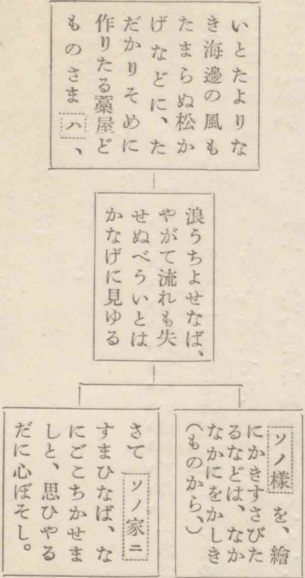 いとたよりな
き海邊の風も
たまらぬ松か
げなどに、た
だかりそめに
作りたる藁屋ど
ものさまハ、
浪うちよせなば、
やがて流れも失
せぬべういとは
かなげに見ゆる
ソノ樣を、繪
にかきすさびた
るなどは、なか
なかにをかしき
(ものから、)
さてソノ家ニ
すまひなば、な
にごこちかせま
しと、思ひやる
だに心ぼそし。